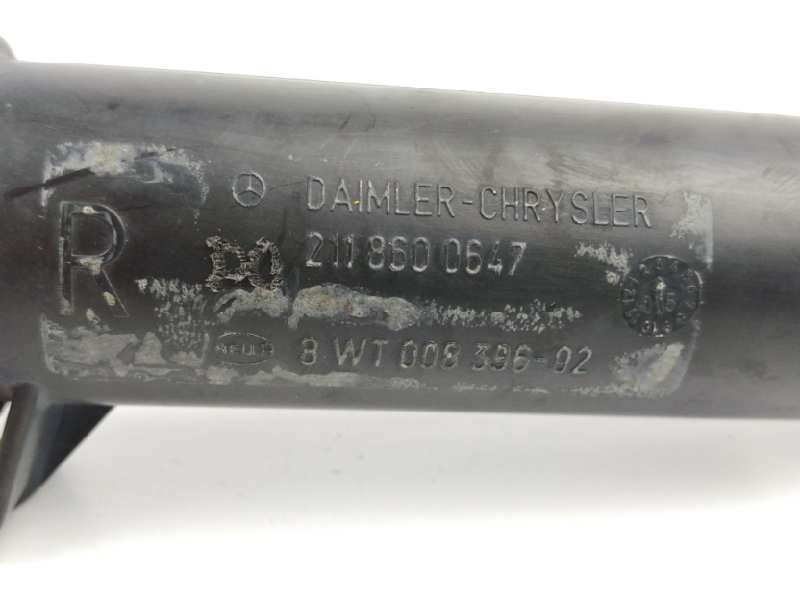 R
DAIMLER-CHRYSLER
211 860 0647
8 WT 008 396-02